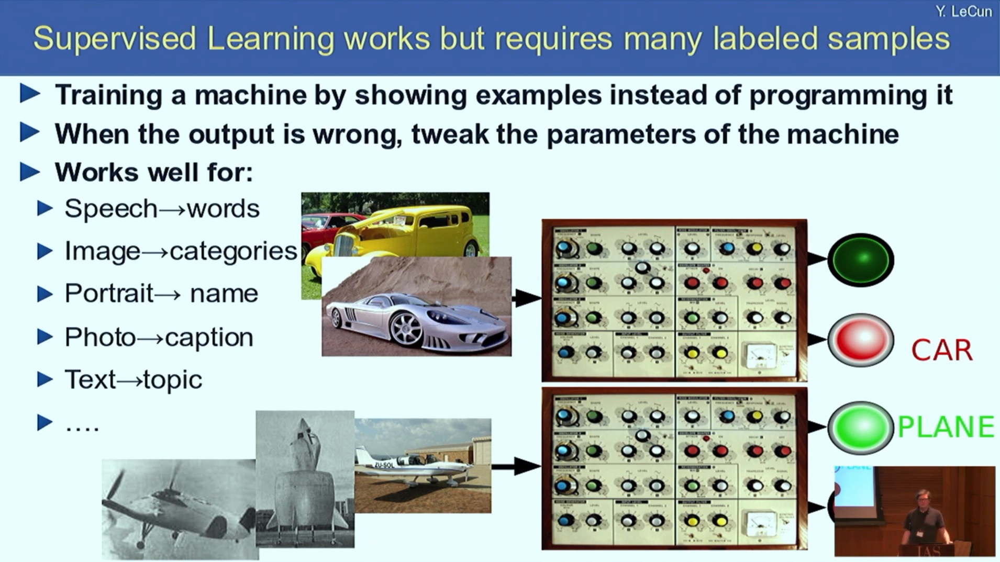 Y. LeCun
Supervised Learning works but requires many labeled samples
Training a machine by showing examples instead of programming it
When the output is wrong, tweak the parameters of the machine
Works well for:
Speech→words
Image→categories
Portrait→ name
Photo→caption
Text→topic
....
CAR
PLANE
ZU-SOL
PLANE
IAS